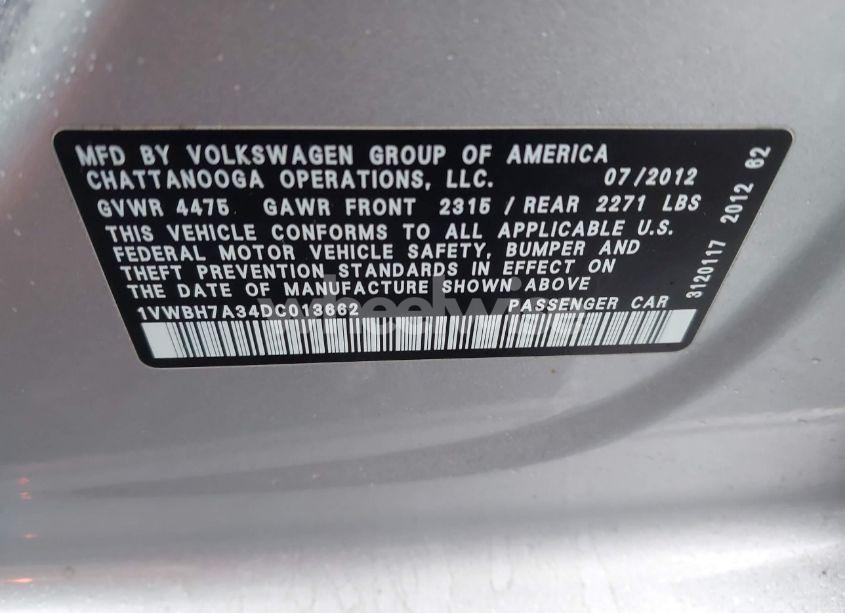 MFD BY VOLKSWAGEN GROUP OF AMERICA
CHATTANOOGA OPERATIONS, LLC. 07/2012
GVWR 4475 GAWR FRONT 2315 / REAR 2271 LBS
THIS VEHICLE CONFORMS TO ALL APPLICABLE U.S.
FEDERAL MOTOR VEHICLE SAFETY, BUMPER AND
THEFT PREVENTION STANDARDS IN EFFECT ON
THE DATE OF MANUFACTURE SHOWN ABOVE
1VWBH7A34DC013662 PASSENGER CAR
3120117 2012 62
wheelwise